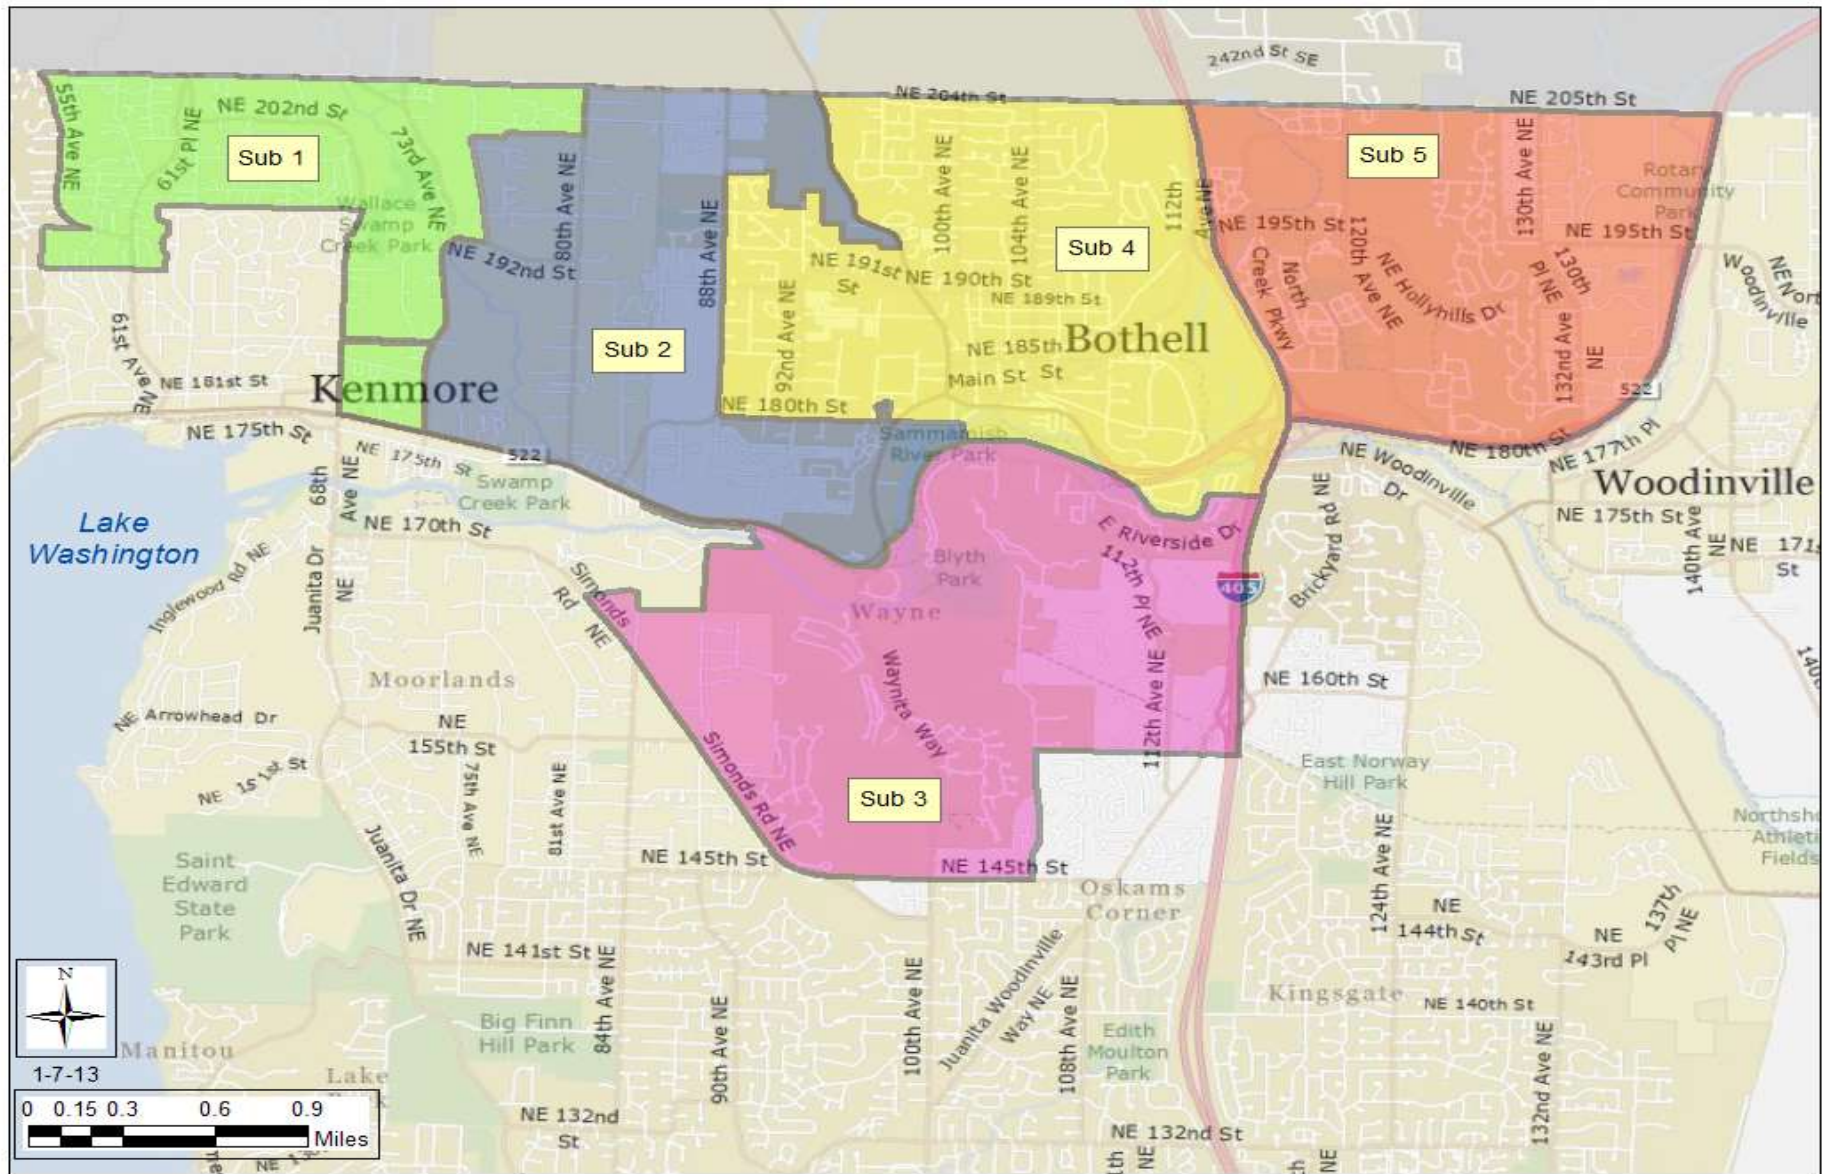 242nd St SE
NE 204th St
NE 205th St
55th Ave NE
61st Pl NE
NE 202nd St
73rd Ave NE
Sub 1
80th Ave NE
88th Ave NE
100th Ave NE
104th Ave NE
112th
Ave NE
Sub 5
130th Ave NE
Rotary
Community
Park
Wallace
Swamp
Creek Park
NE 192nd St
NE 191st
St
NE 190th St
NE 189th St
Sub 4
NE 195th St
North
Creek Pkwy
120th Ave NE
NE Hollyhills Dr
130th
Pl NE
NE 195th St
Woodinville
61st Ave NE
NE 181st St
Kenmore
Sub 2
92nd Ave NE
NE 185th
St
Bothell
Main St
NE 180th St
132nd Ave
NE
522
NE 175th St
NE 175th St
522
Swamp
Creek Park
68th
Ave NE
NE 170th St
Sammamish
River Park
NE Woodinville
Dr
NE 180th St
NE 177th Pl
Woodinville
NE 175th St
140th Ave
NE
NE 171s
St
Lake
Washington
Inglewood Rd NE
Juanita Dr
NE
Simonds
Rd
NE
Blyth
Park
Wayne
E Riverside Dr
112th Pl NE
405
Brickyard Rd NE
Moorlands
NE Arrowhead Dr
NE
155th St
75th Ave NE
81st Ave NE
Simonds Rd NE
Waynita Way
112th Ave NE
NE 160th St
East Norway
Hill Park
NE 151st St
Sub 3
NE 145th St
NE 145th St
Oskams
Corner
124th Ave NE
Northsho
Athleti
Fields
Saint
Edward
State
Park
Juanita Dr NE
NE 141st St
84th Ave NE
90th Ave NE
100th Ave NE
Juanita Woodinville
Way NE
108th Ave NE
NE
144th St
137th
Pl NE
NE
143rd Pl
Kingsgate
NE 140th St
Edith
Moulton
Park
132nd Ave NE
Big Finn
Hill Park
Manitou
Lake
NE 132nd
St
NE 132nd St
NE
NE
N
1-7-13
0 0.15 0.3 0.6 0.9
Miles